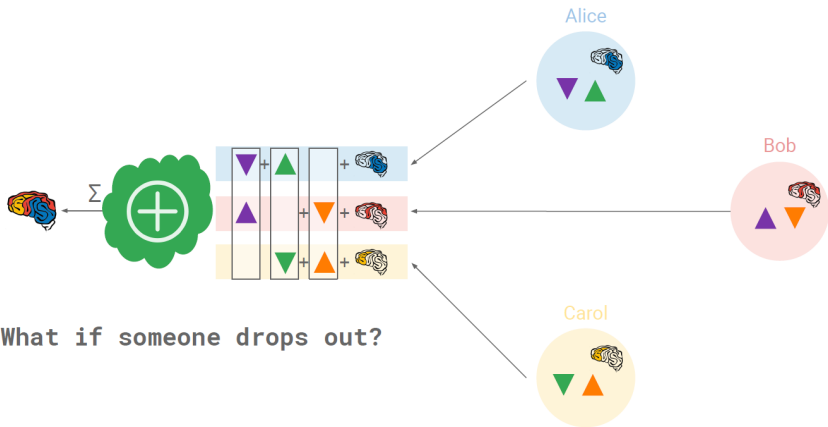 Alice
Bob
+
+
Σ
+
+
+
+
Carol
What if someone drops out?